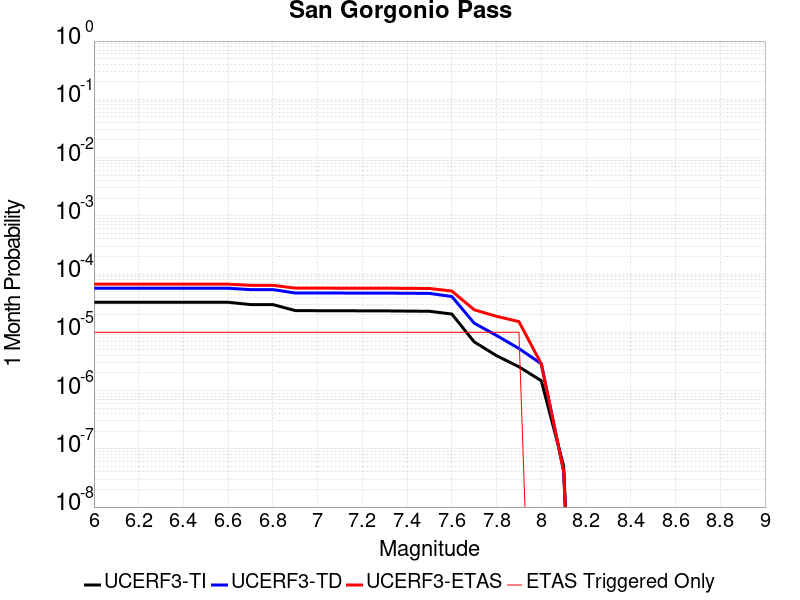 San Gorgonio Pass
1 Month Probability
10^0
10^-1
10^-2
10^-3
10^-4
10^-5
10^-6
10^-7
10^-8
6 6.2 6.4 6.6 6.8 7 7.2 7.4 7.6 7.8 8 8.2 8.4 8.6 8.8 9
Magnitude
UCERF3-TI UCERF3-TD UCERF3-ETAS ETAS Triggered Only